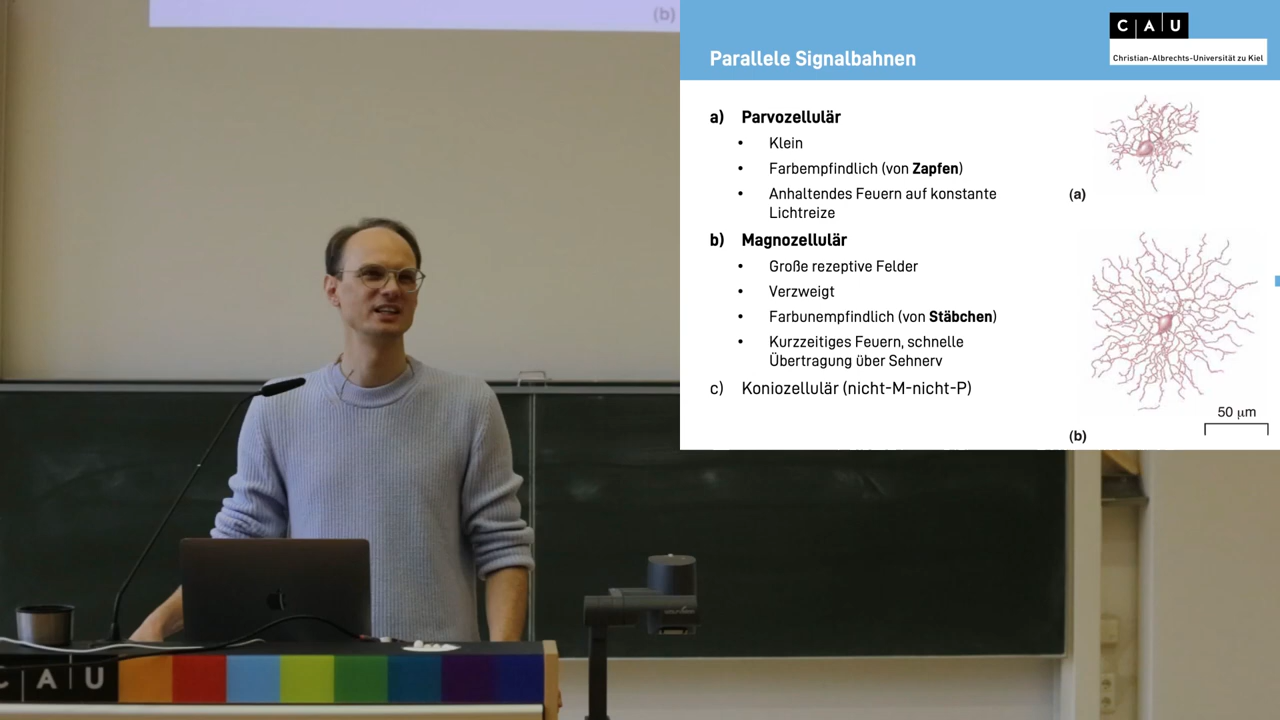 (b)
Parallele Signalbahnen
C A U
Christian-Albrechts-Universität zu Kiel
a) Parvozellulär
• Klein
• Farbempfindlich (von Zapfen)
• Anhaltendes Feuern auf konstante
Lichtreize
(a)
b) Magnozellulär
• Große rezeptive Felder
• Verzweigt
• Farbunempfindlich (von Stäbchen)
• Kurzzeitiges Feuern, schnelle
Übertragung über Sehnerv
c) Koniozellulär (nicht-M-nicht-P)
50 μm
(b)
C A U